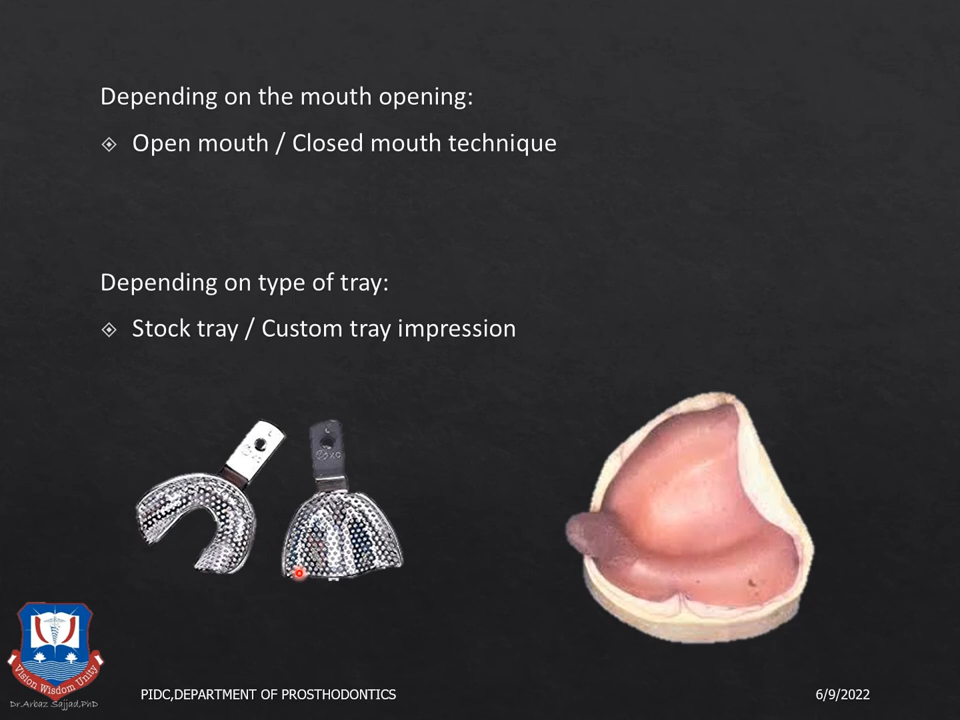 Depending on the mouth opening:
Open mouth / Closed mouth technique
Depending on type of tray:
Stock tray / Custom tray impression
Vision Wisdom Unity
Dr.Arbaz Sajjad,PhD
PIDC,DEPARTMENT OF PROSTHODONTICS
6/9/2022